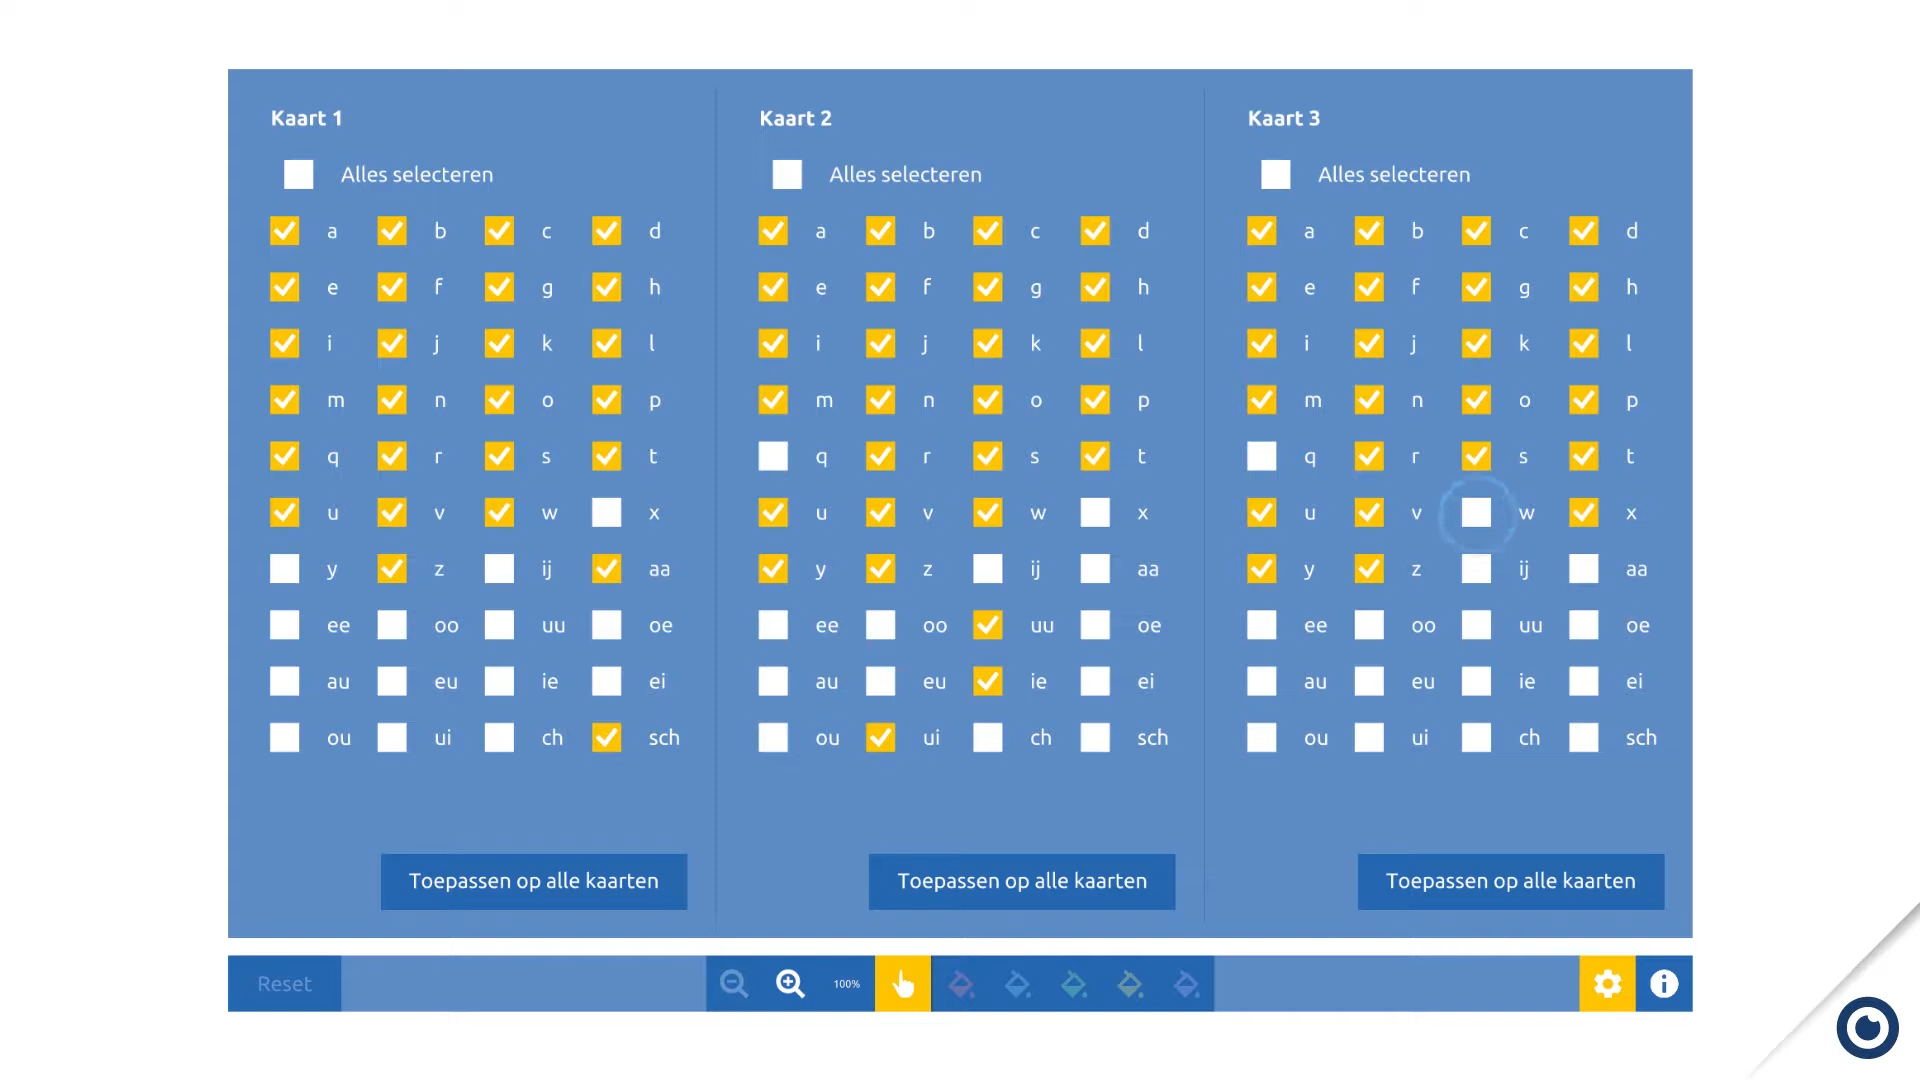 Kaart 1
Alles selecteren
a b c d
e f g h
i j k l
m n o p
q r s t
u v w x
y z ij aa
ee oo uu oe
au eu ie ei
ou ui ch sch
Toepassen op alle kaarten
Kaart 2
Alles selecteren
a b c d
e f g h
i j k l
m n o p
q r s t
u v w x
y z ij aa
ee oo uu oe
au eu ie ei
ou ui ch sch
Toepassen op alle kaarten
Kaart 3
Alles selecteren
a b c d
e f g h
i j k l
m n o p
q r s t
u v w x
y z ij aa
ee oo uu oe
au eu ie ei
ou ui ch sch
Toepassen op alle kaarten
Reset 100%